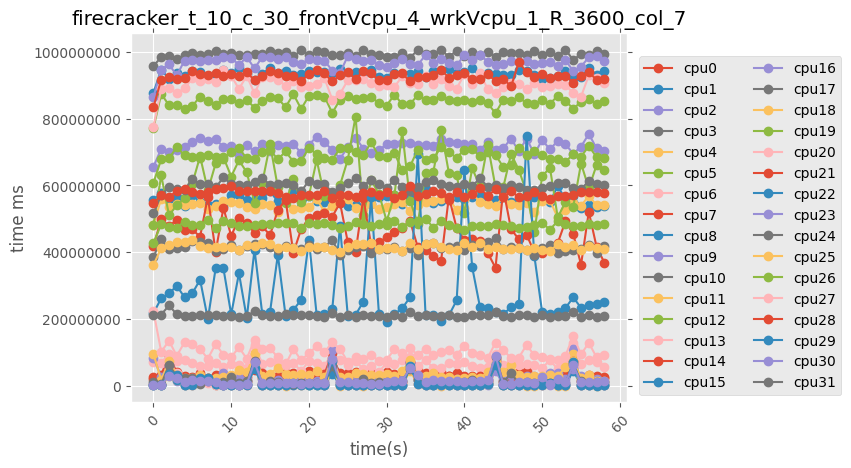 firecracker_t_10_c_30_frontVcpu_4_wrkVcpu_1_R_3600_col_7
time ms
1000000000
800000000
600000000
400000000
200000000
0
0
10
20
30
40
50
60
time(s)
cpu0
cpu1
cpu2
cpu3
cpu4
cpu5
cpu6
cpu7
cpu8
cpu9
cpu10
cpu11
cpu12
cpu13
cpu14
cpu15
cpu16
cpu17
cpu18
cpu19
cpu20
cpu21
cpu22
cpu23
cpu24
cpu25
cpu26
cpu27
cpu28
cpu29
cpu30
cpu31